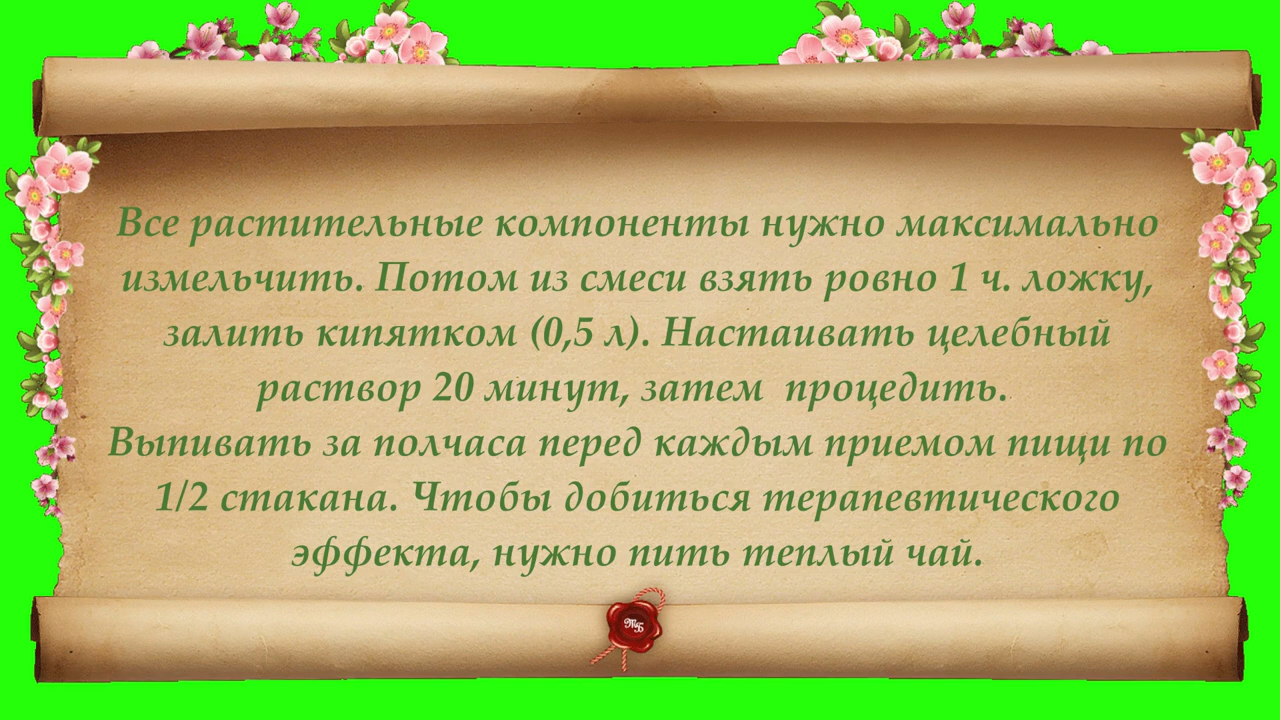 Все растительные компоненты нужно максимально
измельчить. Потом из смеси взять ровно 1 ч. ложку,
залить кипятком (0,5 л). Настаивать целебный
раствор 20 минут, затем процедить.
Выпивать за полчаса перед каждым приемом пищи по
1/2 стакана. Чтобы добиться терапевтического
эффекта, нужно пить теплый чай.
ТБ